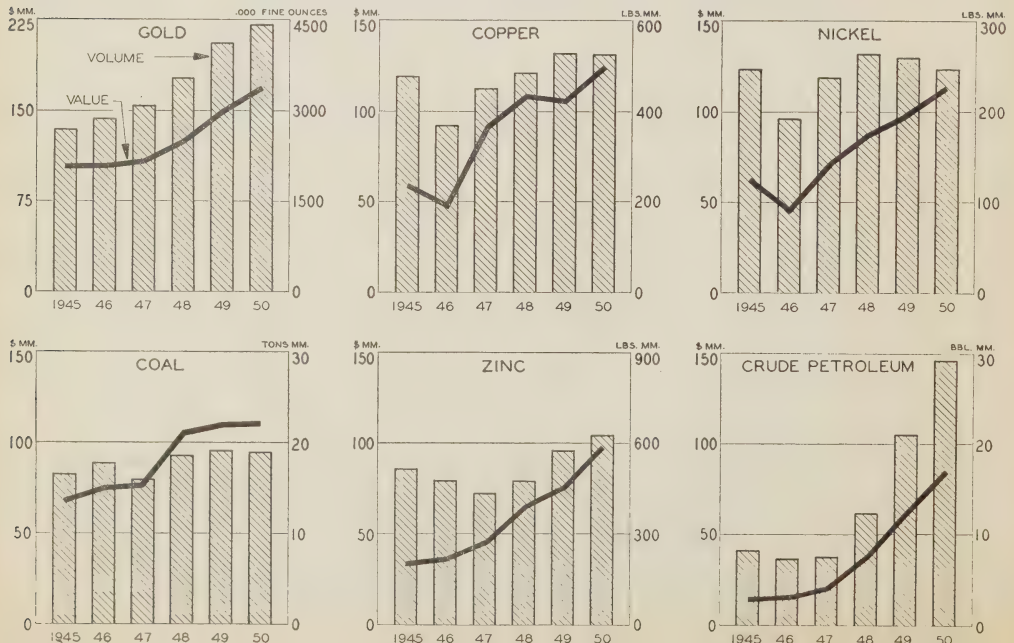 $ MM. .000 FINE OUNCES
GOLD
VOLUME
VALUE
225 4500
150 3000
75 1500
0 0
1945 46 47 48 49 50
$ MM. LBS. MM.
COPPER
150 600
100 400
50 200
0 0
1945 46 47 48 49 50
$ MM. LBS. MM.
NICKEL
150 300
100 200
50 100
0 0
1945 46 47 48 49 50
$ MM. TONS MM.
COAL
150 30
100 20
50 10
0 0
1945 46 47 48 49 50
$ MM. LBS. MM.
ZINC
150 900
100 600
50 300
0 0
1945 46 47 48 49 50
$ MM. BBL. MM.
CRUDE PETROLEUM
150 30
100 20
50 10
0 0
1945 46 47 48 49 50